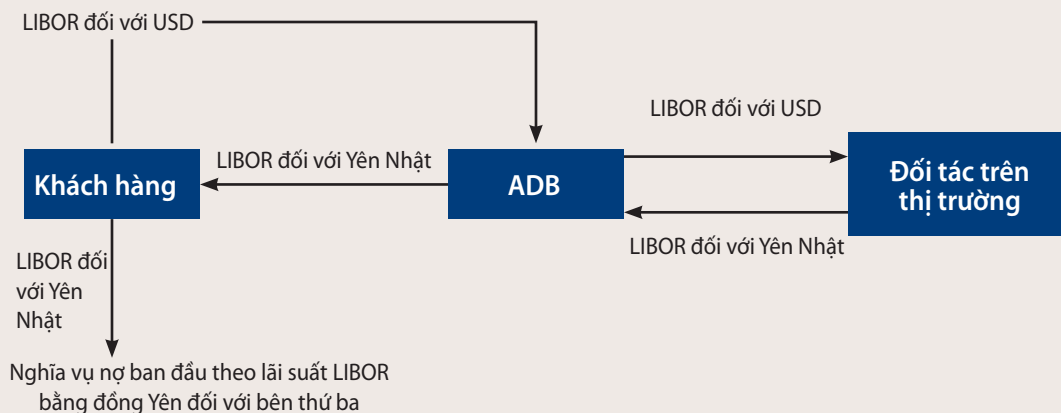 LIBOR đối với USD
LIBOR đối với USD
Khách hàng
LIBOR đối với Yên Nhật
ADB
Đối tác trên
thị trường
LIBOR đối với Yên Nhật
LIBOR đối
với Yên
Nhật
Nghĩa vụ nợ ban đầu theo lãi suất LIBOR
bằng đồng Yên đối với bên thứ ba